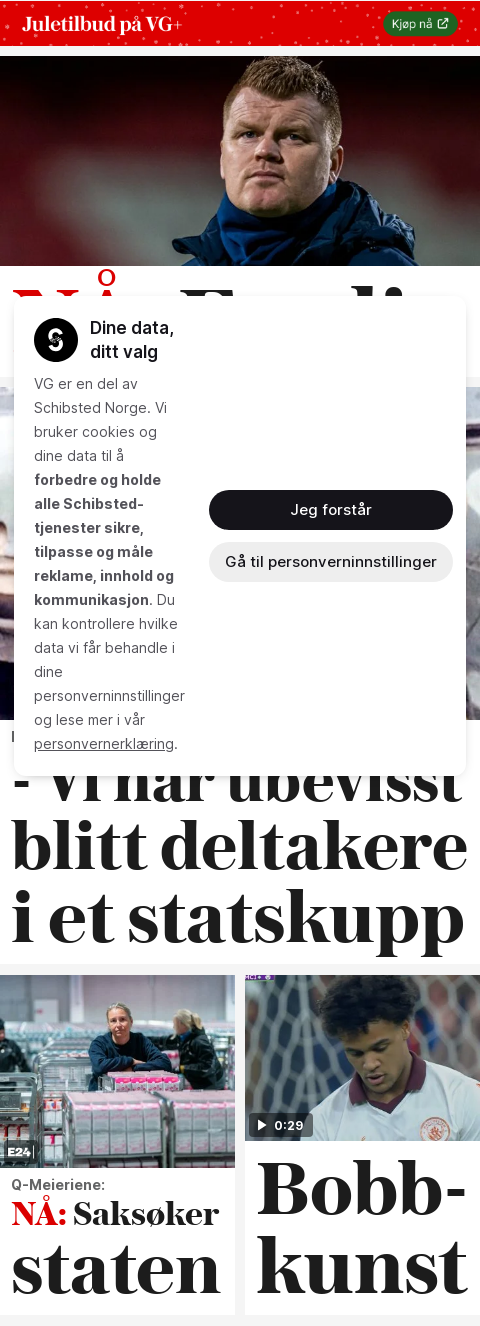 Juletilbud på VG+
Kjøp nå
NÅ:
Dine data,
ditt valg
VG er en del av
Schibsted Norge. Vi
bruker cookies og
dine data til å
forbedre og holde
alle Schibsted-
tjenester sikre,
tilpasse og måle
reklame, innhold og
kommunikasjon. Du
kan kontrollere hvilke
data vi får behandle i
dine
personverninnstillinger
og lese mer i vår
personvernerklæring.
Jeg forstår
Gå til personverninnstillinger
- Vi har ubevisst
blitt deltakere
i et statskupp
E24
Q-Meieriene:
NÅ: Saksøker
staten
0:29
Bobb-
kunst